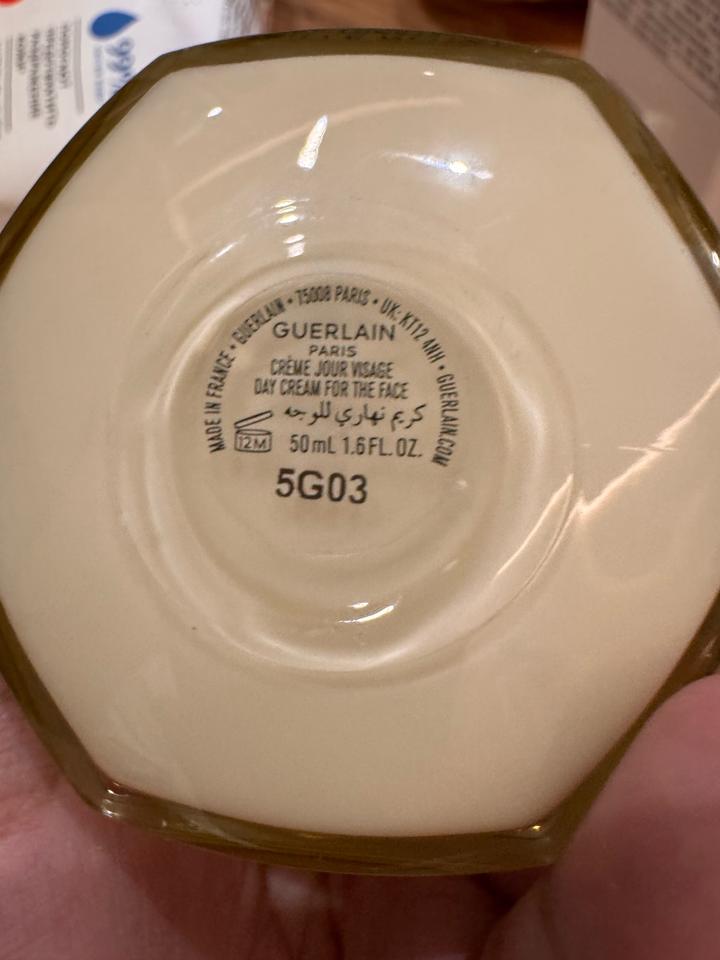 MADE IN FRANCE • GUERLAIN • 75008 PARIS • UK: KT12 4NH • GUERLAIN.COM
GUERLAIN
PARIS
CRÈME JOUR VISAGE
DAY CREAM FOR THE FACE
كريم نهاري للوجه
12M 50 mL 1.6 FL. OZ.
5G03
99%